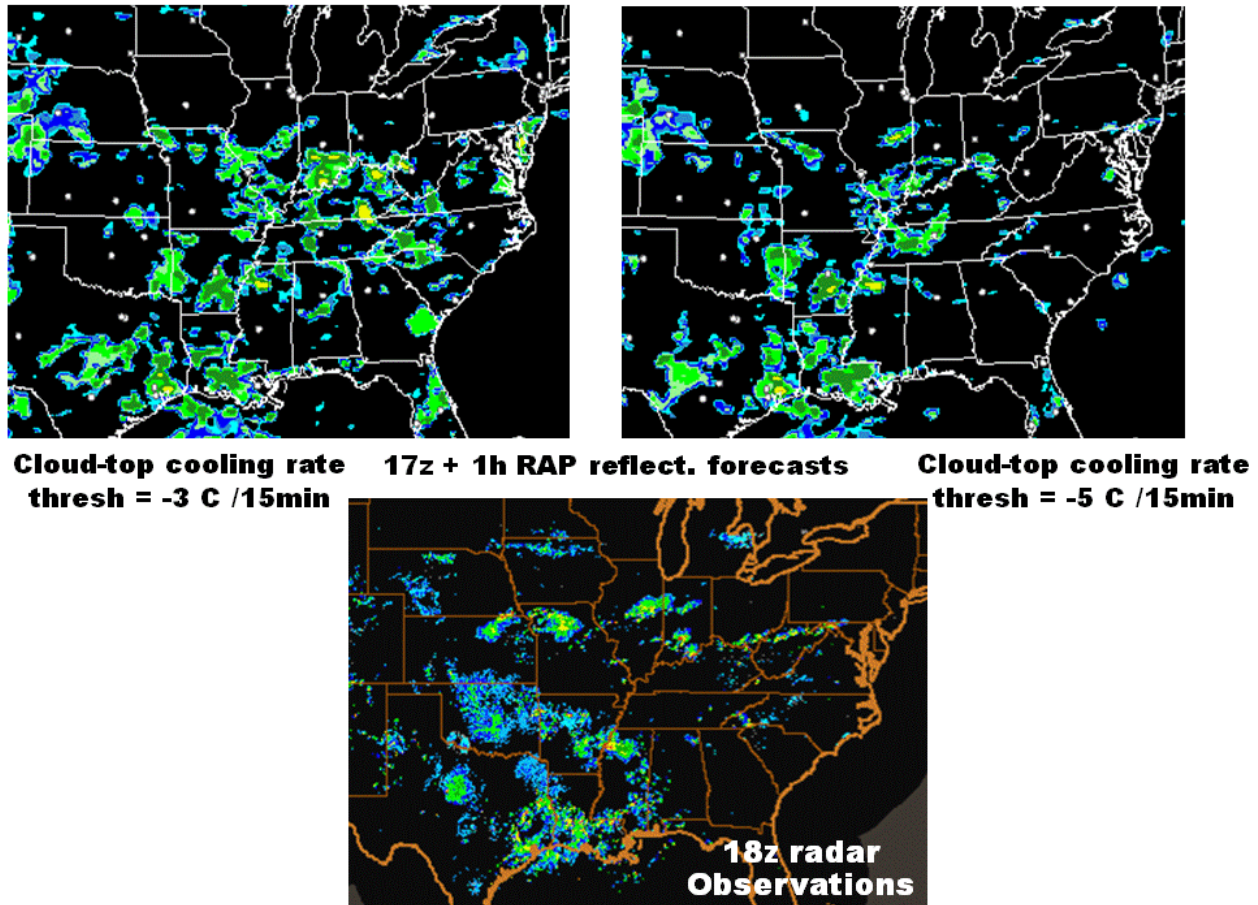 Cloud-top cooling rate
thresh = -3 C /15min
17z + 1h RAP reflect. forecasts
Cloud-top cooling rate
thresh = -5 C /15min
18z radar
Observations